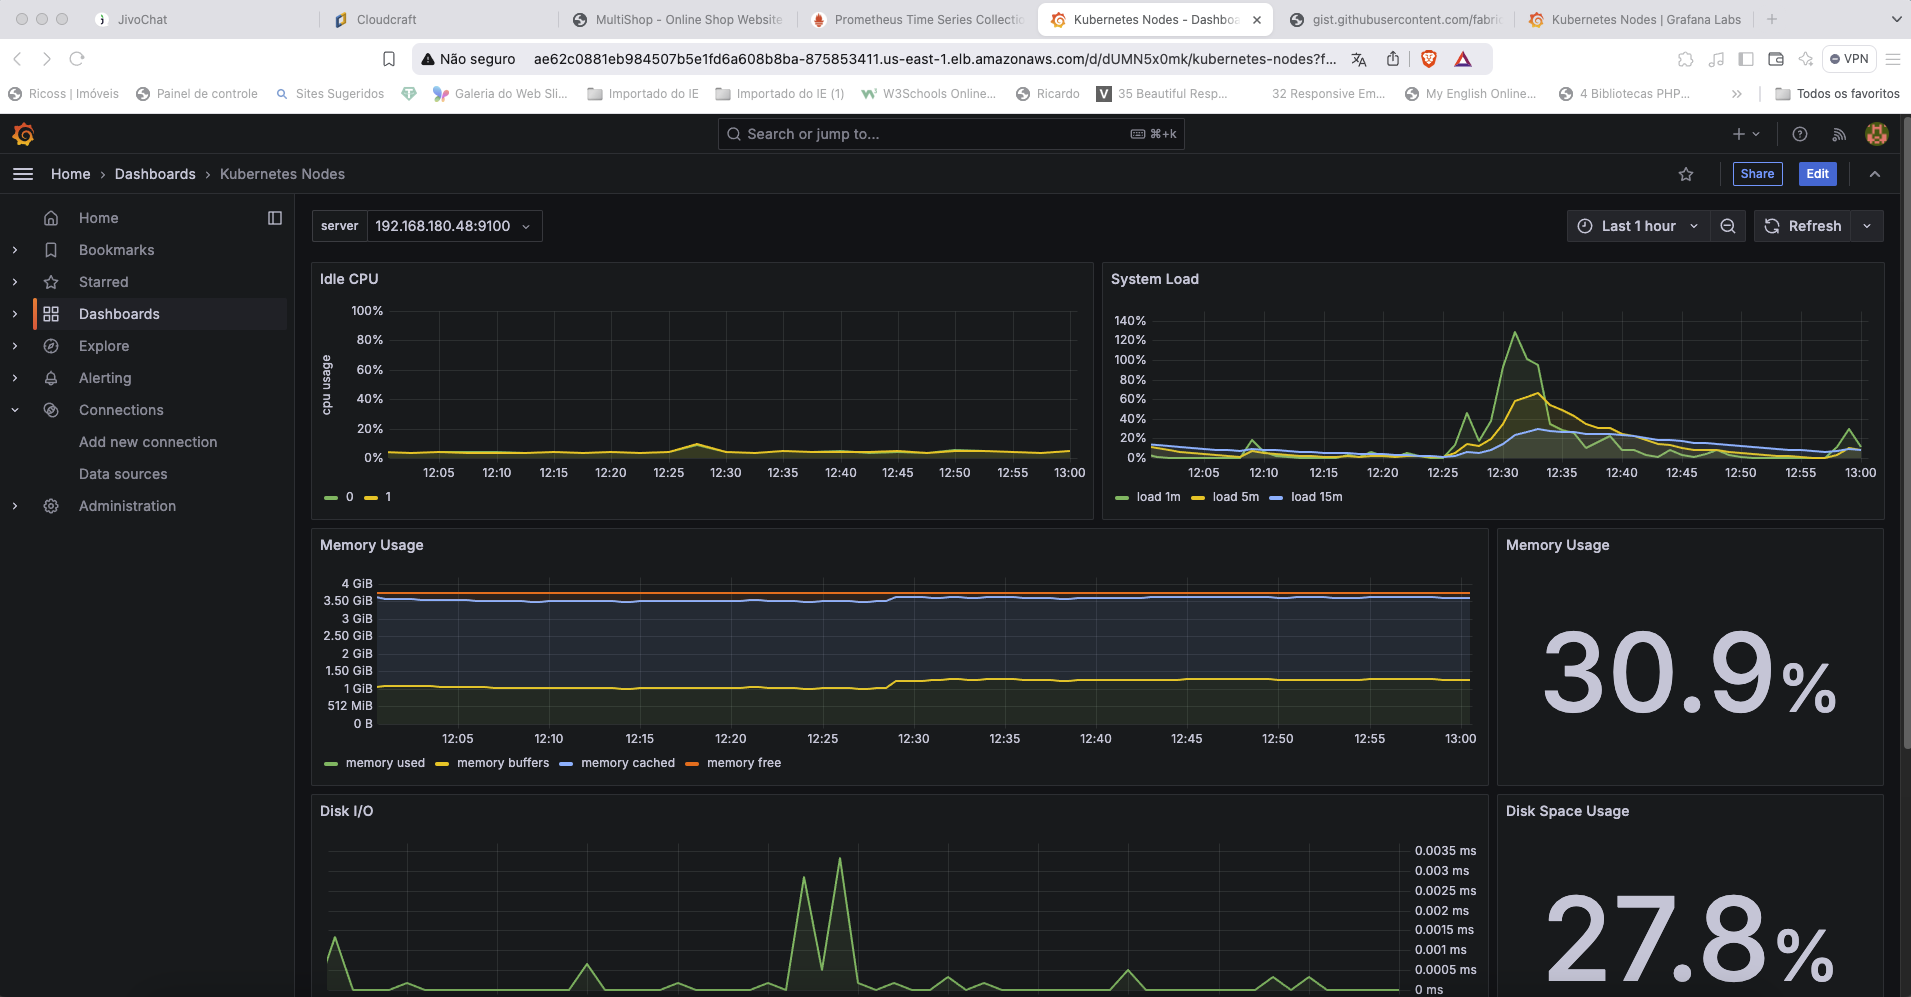 JivoChat
Cloudcraft
MultiShop - Online Shop Website
Prometheus Time Series Collectio
Kubernetes Nodes - Dashboa
gist.githubusercontent.com/fabric
Kubernetes Nodes | Grafana Labs
Não seguro ae62c0881eb984507b5e1fd6a608b8ba-875853411.us-east-1.elb.amazonaws.com/d/dUMN5x0mk/kubernetes-nodes?f...
VPN
Ricoss | Imóveis
Painel de controle
Sites Sugeridos
Galeria do Web Sli...
Importado do IE
Importado do IE (1)
W3Schools Online...
Ricardo
35 Beautiful Resp...
32 Responsive Em...
My English Online...
4 Bibliotecas PHP...
Todos os favoritos
Search or jump to...
⌘+k
Home › Dashboards › Kubernetes Nodes
Share
Edit
Home
Bookmarks
Starred
Dashboards
Explore
Alerting
Connections
Add new connection
Data sources
Administration
server 192.168.180.48:9100
Last 1 hour
Refresh
Idle CPU
cpu usage
100%
80%
60%
40%
20%
0%
12:05 12:10 12:15 12:20 12:25 12:30 12:35 12:40 12:45 12:50 12:55 13:00
0 1
System Load
140%
120%
100%
80%
60%
40%
20%
0%
12:05 12:10 12:15 12:20 12:25 12:30 12:35 12:40 12:45 12:50 12:55 13:00
load 1m load 5m load 15m
Memory Usage
4 GiB
3.50 GiB
3 GiB
2.50 GiB
2 GiB
1.50 GiB
1 GiB
512 MiB
0 B
12:05 12:10 12:15 12:20 12:25 12:30 12:35 12:40 12:45 12:50 12:55 13:00
memory used memory buffers memory cached memory free
Memory Usage
30.9%
Disk I/O
0.0035 ms
0.003 ms
0.0025 ms
0.002 ms
0.0015 ms
0.001 ms
0.0005 ms
0 ms
Disk Space Usage
27.8%